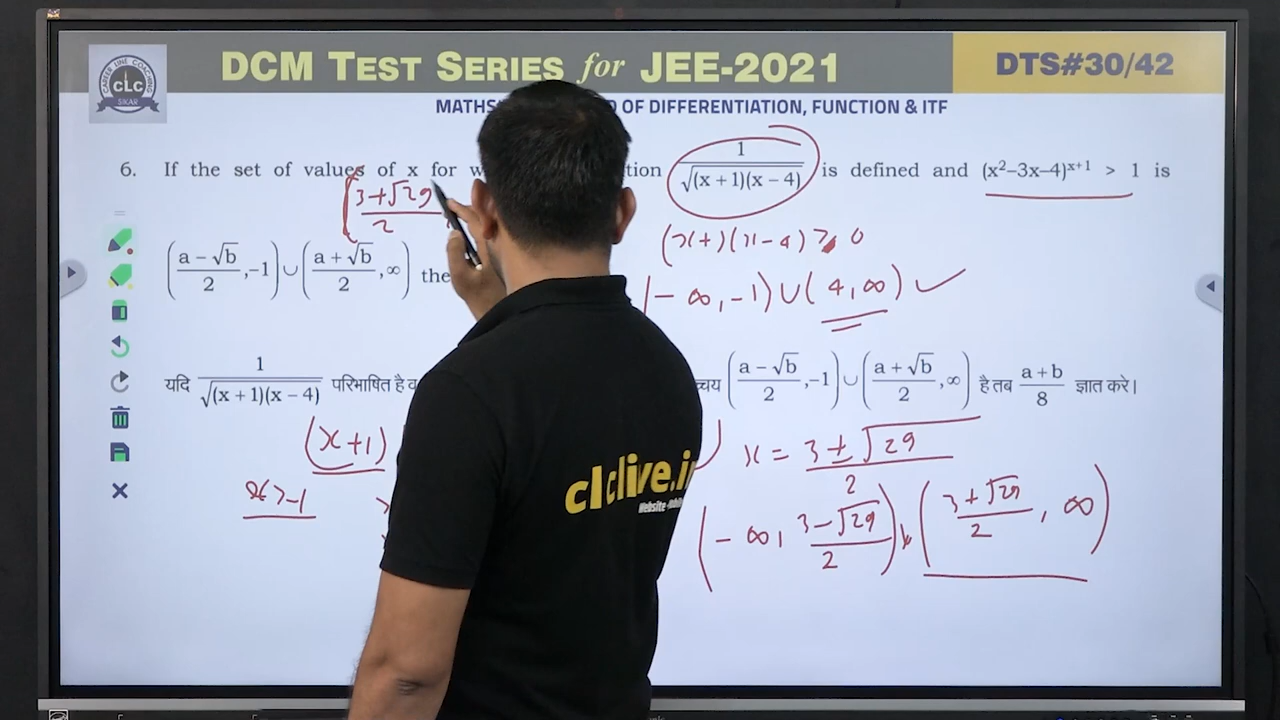 DCM TEST SERIES for JEE-2021
DTS#30/42
CAREER LINE COACHING
CLC
SIKAR
MATHS OF DIFFERENTIATION, FUNCTION & ITF
6. If the set of values of x for 1/√((x + 1)(x – 4)) is defined and (x²–3x–4)^(x+1) > 1 is
(3+√29)/2
((a – √b)/2, –1) ∪ ((a + √b)/2, ∞)
(x+)(x-4) > 0
(-∞, -1) ∪ (4, ∞) ✓
यदि 1/√((x + 1)(x – 4)) परिभाषित है ((a – √b)/2, –1) ∪ ((a + √b)/2, ∞) है तब (a + b)/8 ज्ञात करे।
(x+1)
x = (3 ± √29)/2
x>-1
(-∞, (3-√29)/2) ((3+√29)/2, ∞)
clclive.in